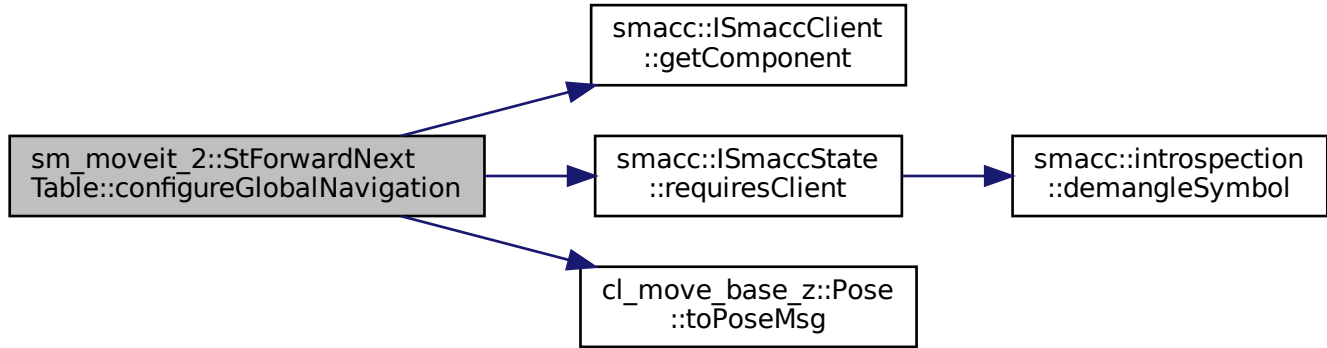 smacc::ISmaccClient
::getComponent
sm_moveit_2::StForwardNext
Table::configureGlobalNavigation
smacc::ISmaccState
::requiresClient
smacc::introspection
::demangleSymbol
cl_move_base_z::Pose
::toPoseMsg